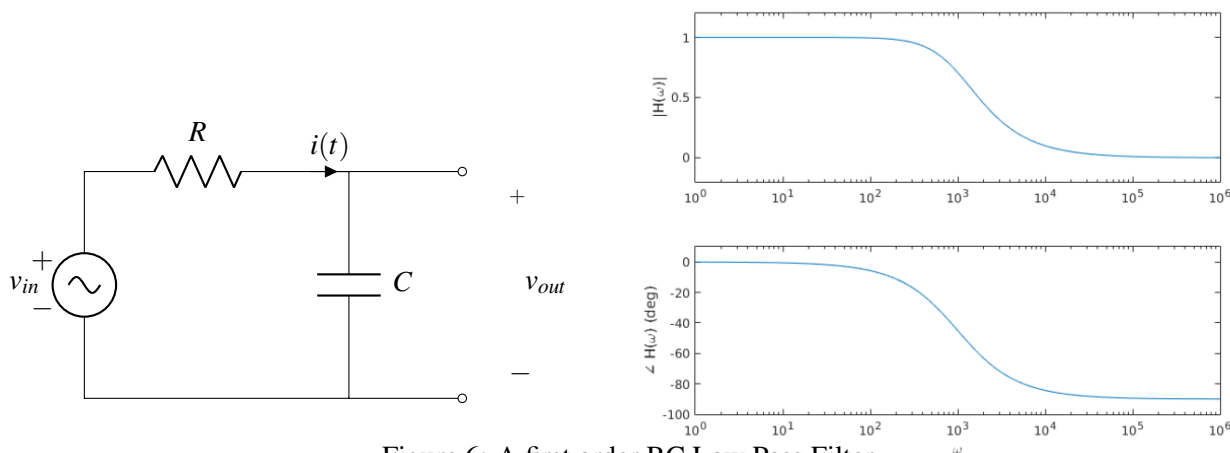 R
i(t)
+
v_in
−
C
+
v_out
−
|H(ω)|
1
0.5
0
10^0 10^1 10^2 10^3 10^4 10^5 10^6
∠ H(ω) (deg)
0
-20
-40
-60
-80
-100
10^0 10^1 10^2 10^3 10^4 10^5 10^6
ω
Figure 6: A first order RC Low Pass Filter